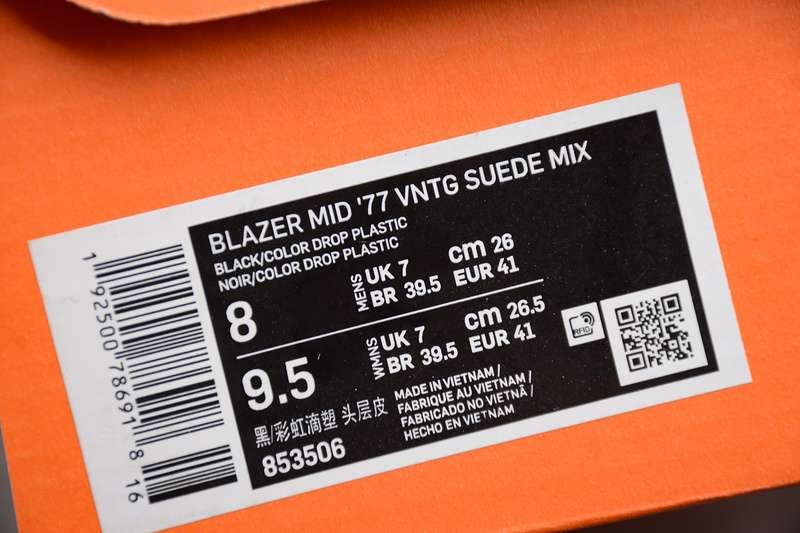 BLAZER MID '77 VNTG SUEDE MIX
BLACK/COLOR DROP PLASTIC
NOIR/COLOR DROP PLASTIC
8 MENS UK 7 cm 26
BR 39.5 EUR 41
9.5 WMNS UK 7 cm 26.5
BR 39.5 EUR 41
黑/彩虹滴塑 头层皮
853506
MADE IN VIETNAM /
FABRIQUE AU VIETNAM /
FABRICADO NO VIETNÃ /
HECHO EN VIETNAM
RFID
1 92500 78691 8 16